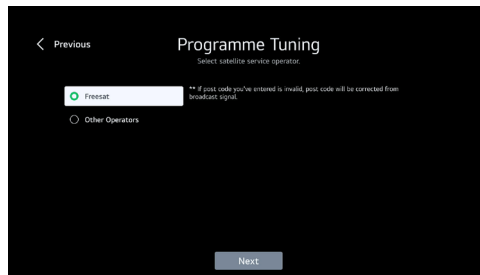 Previous
Programme Tuning
Select satellite service operator.
Freesat
** If post code you've entered is invalid, post code will be corrected from
broadcast signal.
Other Operators
Next